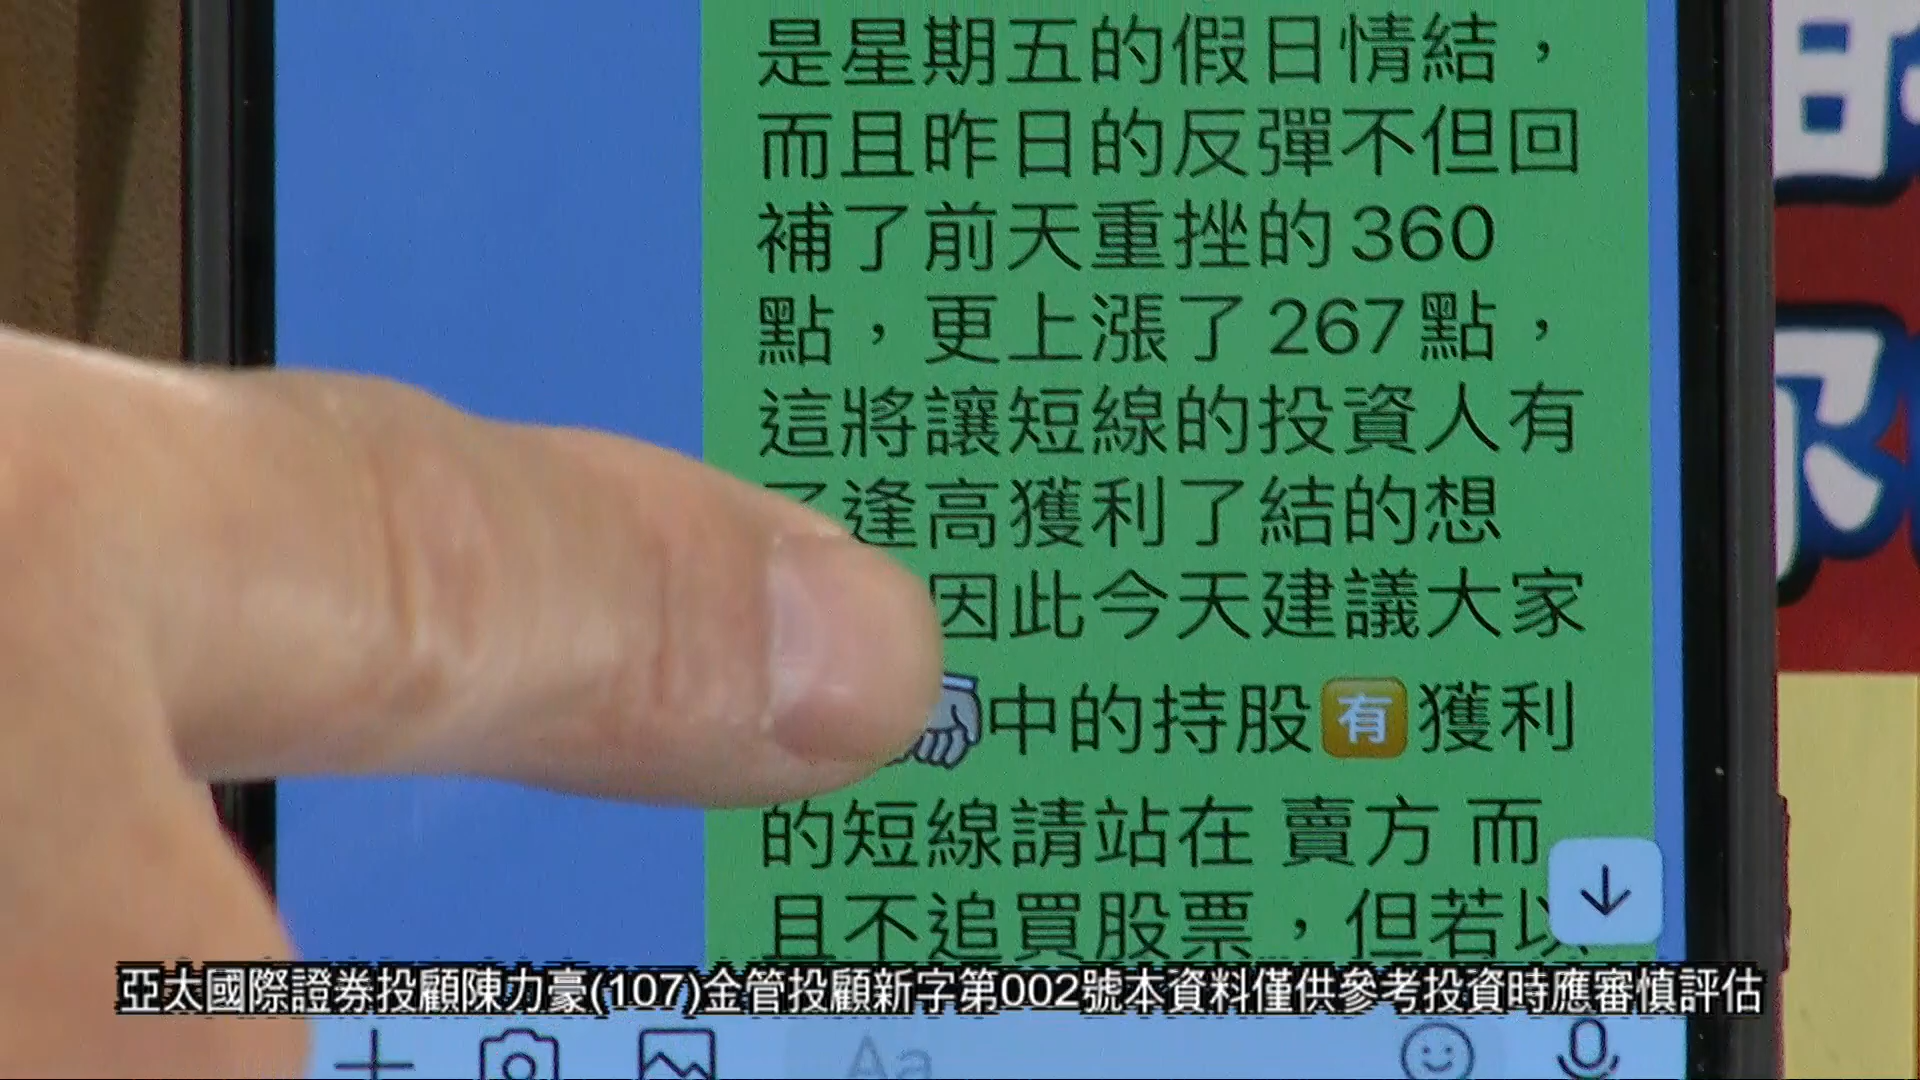 是星期五的假日情結，
而且昨日的反彈不但回
補了前天重挫的360
點，更上漲了267點，
這將讓短線的投資人有
了逢高獲利了結的想
因此今天建議大家
中的持股有獲利
的短線請站在 賣方 而
且不追買股票，但若以
亞太國際證券投顧陳力豪(107)金管投顧新字第002號本資料僅供參考投資時應審慎評估
Aa
的